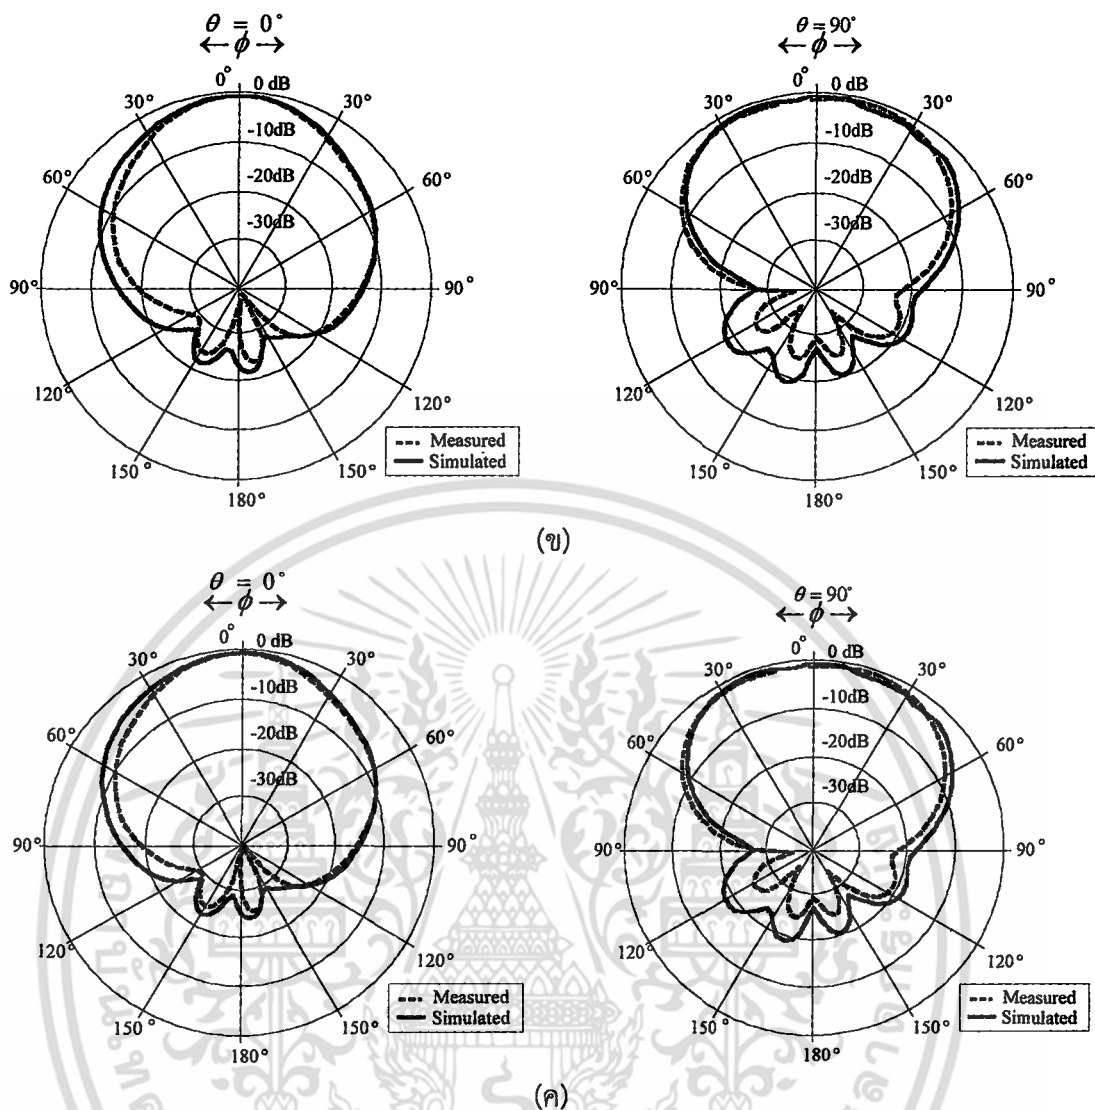 θ = 0°
← ϕ →
0° 0 dB
30° 30°
-10dB
-20dB
60° 60°
-30dB
90° 90°
120° 120°
150° 150°
180°
Measured
Simulated
θ = 90°
← ϕ →
0° 0 dB
30° 30°
-10dB
-20dB
60° 60°
-30dB
90° 90°
120° 120°
150° 150°
180°
Measured
Simulated
(ข)
θ = 0°
← ϕ →
0° 0 dB
30° 30°
-10dB
-20dB
60° 60°
-30dB
90° 90°
120° 120°
150° 150°
180°
Measured
Simulated
θ = 90°
← ϕ →
0° 0 dB
30° 30°
-10dB
-20dB
60° 60°
-30dB
90° 90°
120° 120°
150° 150°
180°
Measured
Simulated
(ค)